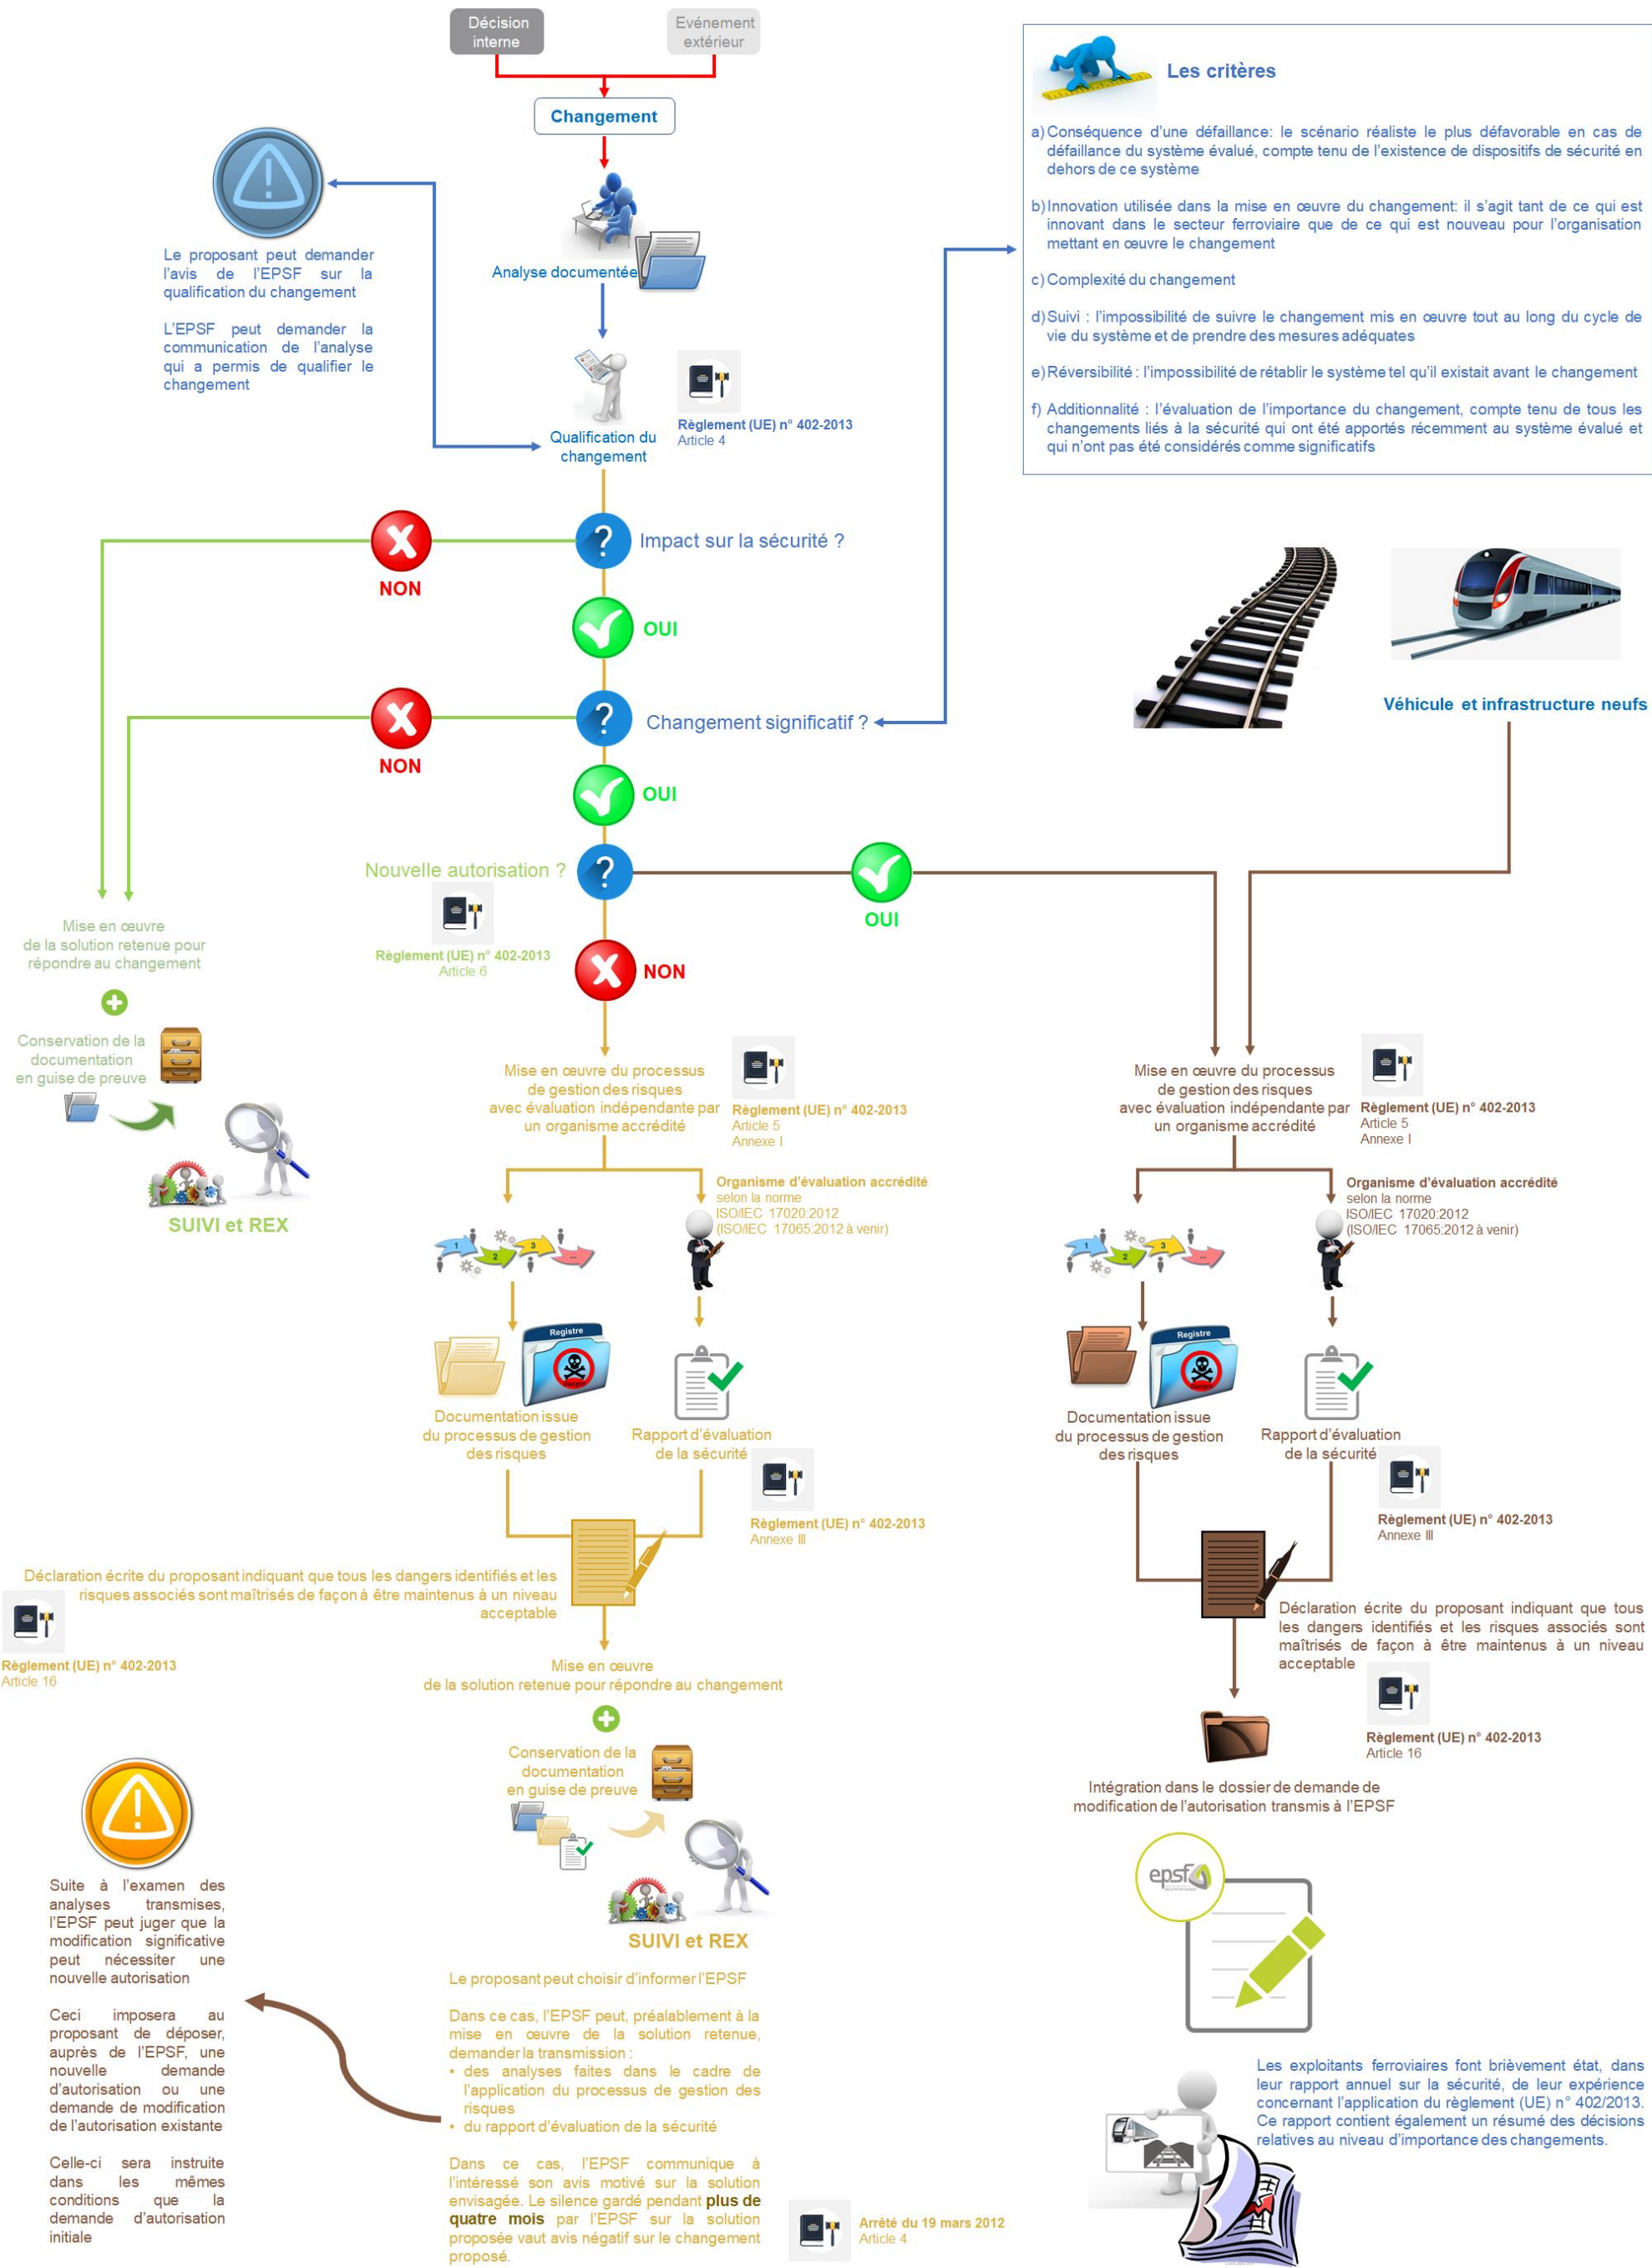 Décision
interne
Evénement
extérieur
Changement
Les critères
a) Conséquence d’une défaillance: le scénario réaliste le plus défavorable en cas de
défaillance du système évalué, compte tenu de l’existence de dispositifs de sécurité en
dehors de ce système
b) Innovation utilisée dans la mise en œuvre du changement: il s’agit tant de ce qui est
innovant dans le secteur ferroviaire que de ce qui est nouveau pour l’organisation
mettant en œuvre le changement
c) Complexité du changement
d) Suivi : l’impossibilité de suivre le changement mis en œuvre tout au long du cycle de
vie du système et de prendre des mesures adéquates
e) Réversibilité : l’impossibilité de rétablir le système tel qu’il existait avant le changement
f) Additionnalité : l’évaluation de l’importance du changement, compte tenu de tous les
changements liés à la sécurité qui ont été apportés récemment au système évalué et
qui n’ont pas été considérés comme significatifs
Le proposant peut demander
l’avis de l’EPSF sur la
qualification du changement
L’EPSF peut demander la
communication de l’analyse
qui a permis de qualifier le
changement
Analyse documentée
Qualification du
changement
Règlement (UE) n° 402-2013
Article 4
Impact sur la sécurité ?
NON
OUI
Changement significatif ?
NON
OUI
Véhicule et infrastructure neufs
Nouvelle autorisation ?
Règlement (UE) n° 402-2013
Article 6
OUI
NON
Mise en œuvre
de la solution retenue pour
répondre au changement
Conservation de la
documentation
en guise de preuve
SUIVI et REX
Mise en œuvre du processus
de gestion des risques
avec évaluation indépendante par
un organisme accrédité
Règlement (UE) n° 402-2013
Article 5
Annexe I
Organisme d’évaluation accrédité
selon la norme
ISO/IEC 17020:2012
(ISO/IEC 17065:2012 à venir)
1
2
3
...
Registre
Danger
Documentation issue
du processus de gestion
des risques
Rapport d’évaluation
de la sécurité
Règlement (UE) n° 402-2013
Annexe III
Déclaration écrite du proposant indiquant que tous les dangers identifiés et les
risques associés sont maîtrisés de façon à être maintenus à un niveau
acceptable
Règlement (UE) n° 402-2013
Article 16
Mise en œuvre
de la solution retenue pour répondre au changement
Conservation de la
documentation
en guise de preuve
SUIVI et REX
Le proposant peut choisir d’informer l’EPSF
Dans ce cas, l’EPSF peut, préalablement à la
mise en œuvre de la solution retenue,
demander la transmission :
• des analyses faites dans le cadre de
l’application du processus de gestion des
risques
• du rapport d’évaluation de la sécurité
Dans ce cas, l’EPSF communique à
l’intéressé son avis motivé sur la solution
envisagée. Le silence gardé pendant plus de
quatre mois par l’EPSF sur la solution
proposée vaut avis négatif sur le changement
proposé.
Arrêté du 19 mars 2012
Article 4
Suite à l’examen des
analyses transmises,
l’EPSF peut juger que la
modification significative
peut nécessiter une
nouvelle autorisation
Ceci imposera au
proposant de déposer,
auprès de l’EPSF, une
nouvelle demande
d’autorisation ou une
demande de modification
de l’autorisation existante
Celle-ci sera instruite
dans les mêmes
conditions que la
demande d’autorisation
initiale
Mise en œuvre du processus
de gestion des risques
avec évaluation indépendante par
un organisme accrédité
Règlement (UE) n° 402-2013
Article 5
Annexe I
Organisme d’évaluation accrédité
selon la norme
ISO/IEC 17020:2012
(ISO/IEC 17065:2012 à venir)
1
2
3
...
Registre
Danger
Documentation issue
du processus de gestion
des risques
Rapport d’évaluation
de la sécurité
Règlement (UE) n° 402-2013
Annexe III
Déclaration écrite du proposant indiquant que tous
les dangers identifiés et les risques associés sont
maîtrisés de façon à être maintenus à un niveau
acceptable
Règlement (UE) n° 402-2013
Article 16
Intégration dans le dossier de demande de
modification de l’autorisation transmis à l’EPSF
epsf
Les exploitants ferroviaires font brièvement état, dans
leur rapport annuel sur la sécurité, de leur expérience
concernant l’application du règlement (UE) n° 402/2013.
Ce rapport contient également un résumé des décisions
relatives au niveau d’importance des changements.